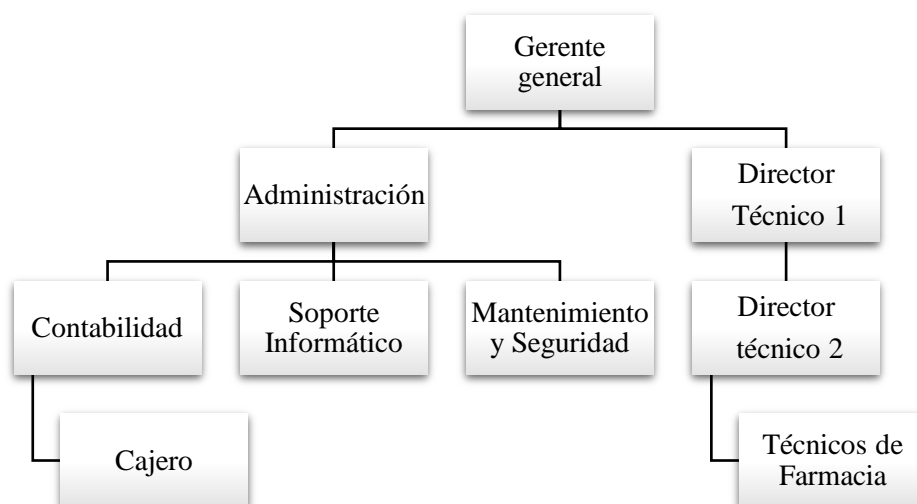 Gerente
general
Administración
Director
Técnico 1
Contabilidad
Soporte
Informático
Mantenimiento
y Seguridad
Director
técnico 2
Cajero
Técnicos de
Farmacia